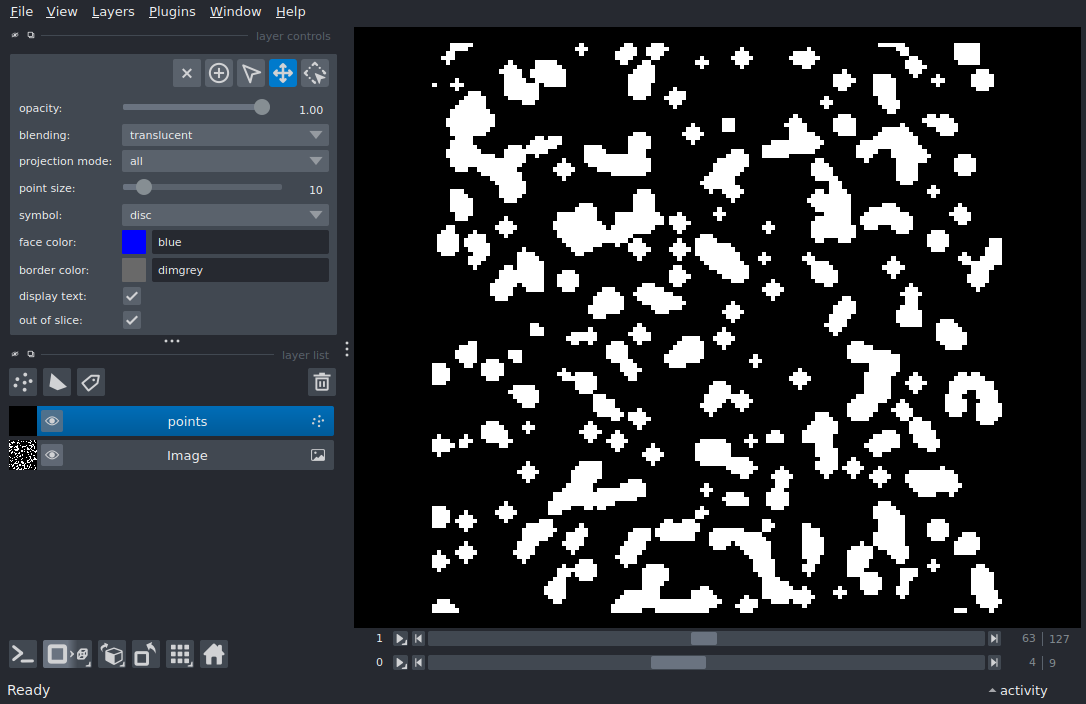 File View Layers Plugins Window Help
layer controls
opacity: 1.00
blending: translucent
projection mode: all
point size: 10
symbol: disc
face color: blue
border color: dimgrey
display text:
out of slice:
layer list
points
Image
1 63 127
0 4 9
Ready activity